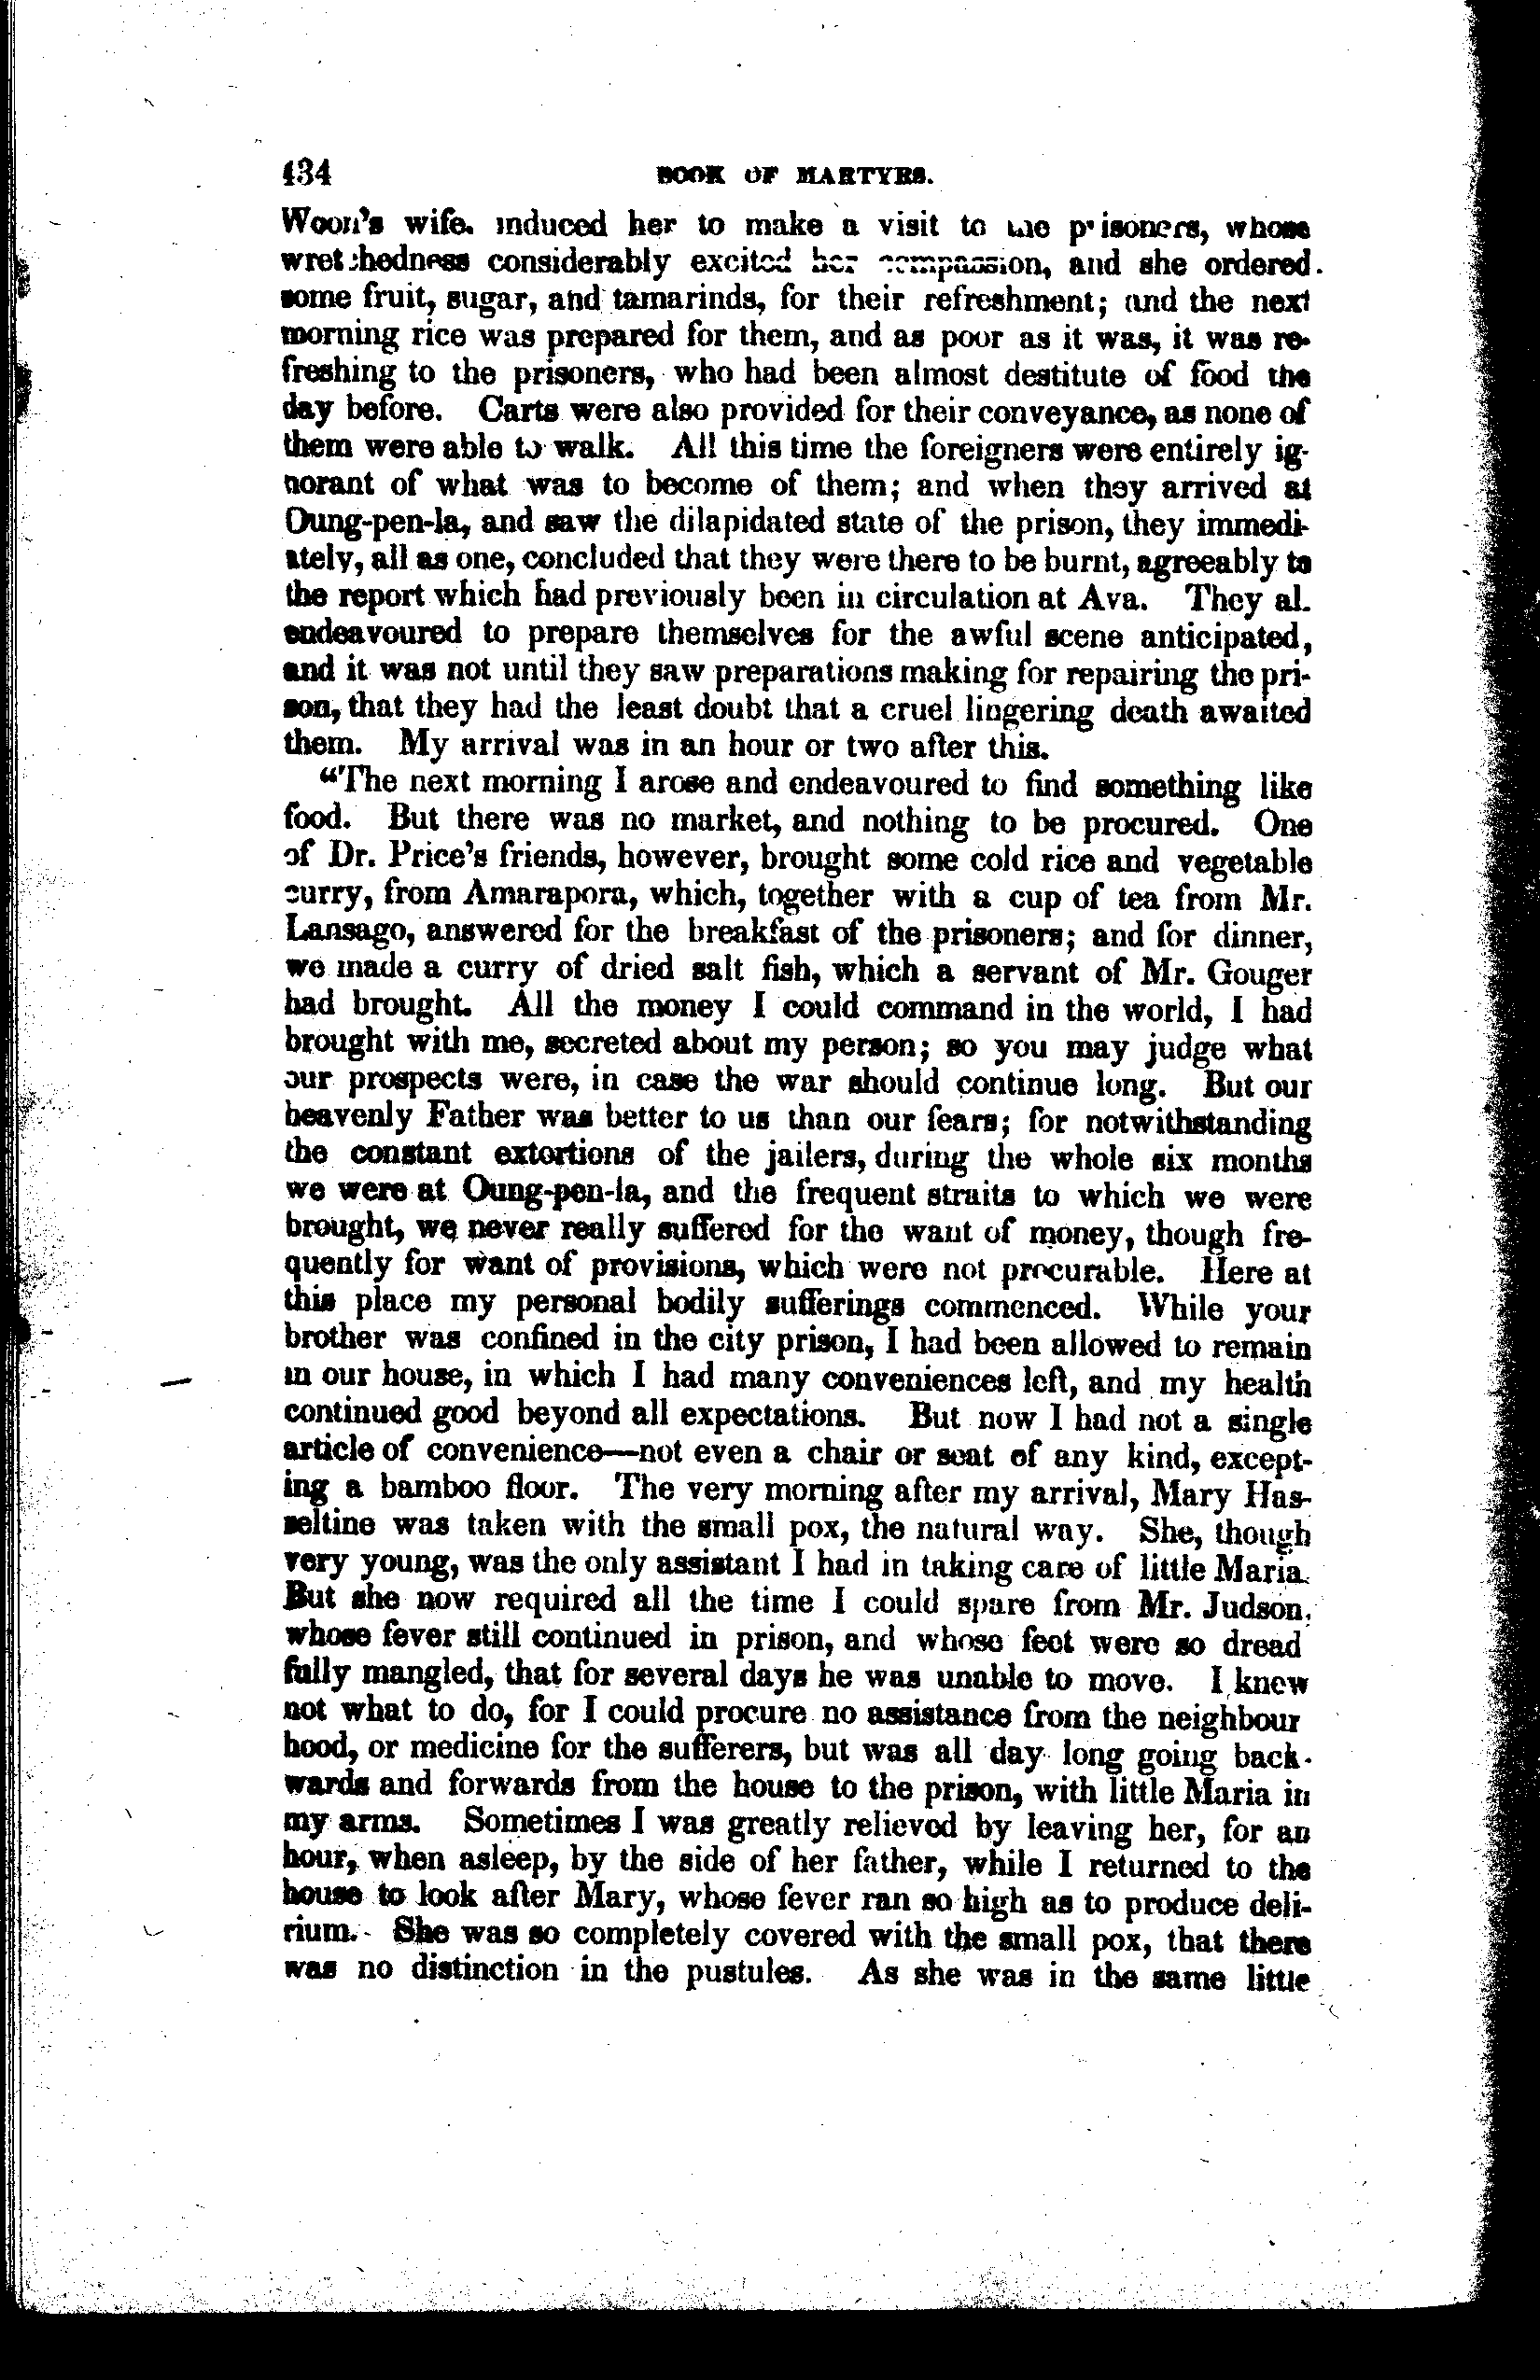 434 BOOK OF MARTYRS.
Woon's wife. induced her to make a visit to the prisoners, whose
wretchedness considerably excited her compassion, and she ordered
some fruit, sugar, and tamarinds, for their refreshment; and the next
morning rice was prepared for them, and as poor as it was, it was re-
freshing to the prisoners, who had been almost destitute of food the
day before. Carts were also provided for their conveyance, as none of
them were able to walk. All this time the foreigners were entirely ig-
norant of what was to become of them; and when they arrived at
Oung-pen-la, and saw the dilapidated state of the prison, they immedi-
ately, all as one, concluded that they were there to be burnt, agreeably to
the report which had previously been in circulation at Ava. They al.
endeavoured to prepare themselves for the awful scene anticipated,
and it was not until they saw preparations making for repairing the pri-
son, that they had the least doubt that a cruel lingering death awaited
them. My arrival was in an hour or two after this.
"The next morning I arose and endeavoured to find something like
food. But there was no market, and nothing to be procured. One
of Dr. Price's friends, however, brought some cold rice and vegetable
curry, from Amarapora, which, together with a cup of tea from Mr.
Lansago, answered for the breakfast of the prisoners; and for dinner,
we made a curry of dried salt fish, which a servant of Mr. Gouger
had brought. All the money I could command in the world, I had
brought with me, secreted about my person; so you may judge what
our prospects were, in case the war should continue long. But our
heavenly Father was better to us than our fears; for notwithstanding
the constant extortions of the jailers, during the whole six months
we were at Oung-pen-la, and the frequent straits to which we were
brought, we never really suffered for the want of money, though fre-
quently for want of provisions, which were not procurable. Here at
this place my personal bodily sufferings commenced. While your
brother was confined in the city prison, I had been allowed to remain
in our house, in which I had many conveniences left, and my health
continued good beyond all expectations. But now I had not a single
article of convenience—not even a chair or seat of any kind, except-
ing a bamboo floor. The very morning after my arrival, Mary Has-
seltine was taken with the small pox, the natural way. She, though
very young, was the only assistant I had in taking care of little Maria.
But she now required all the time I could spare from Mr. Judson,
whose fever still continued in prison, and whose feet were so dread
fully mangled, that for several days he was unable to move. I knew
not what to do, for I could procure no assistance from the neighbour
hood, or medicine for the sufferers, but was all day long going back-
wards and forwards from the house to the prison, with little Maria in
my arms. Sometimes I was greatly relieved by leaving her, for an
hour, when asleep, by the side of her father, while I returned to the
house to look after Mary, whose fever ran so high as to produce deli-
rium. She was so completely covered with the small pox, that there
was no distinction in the pustules. As she was in the same little